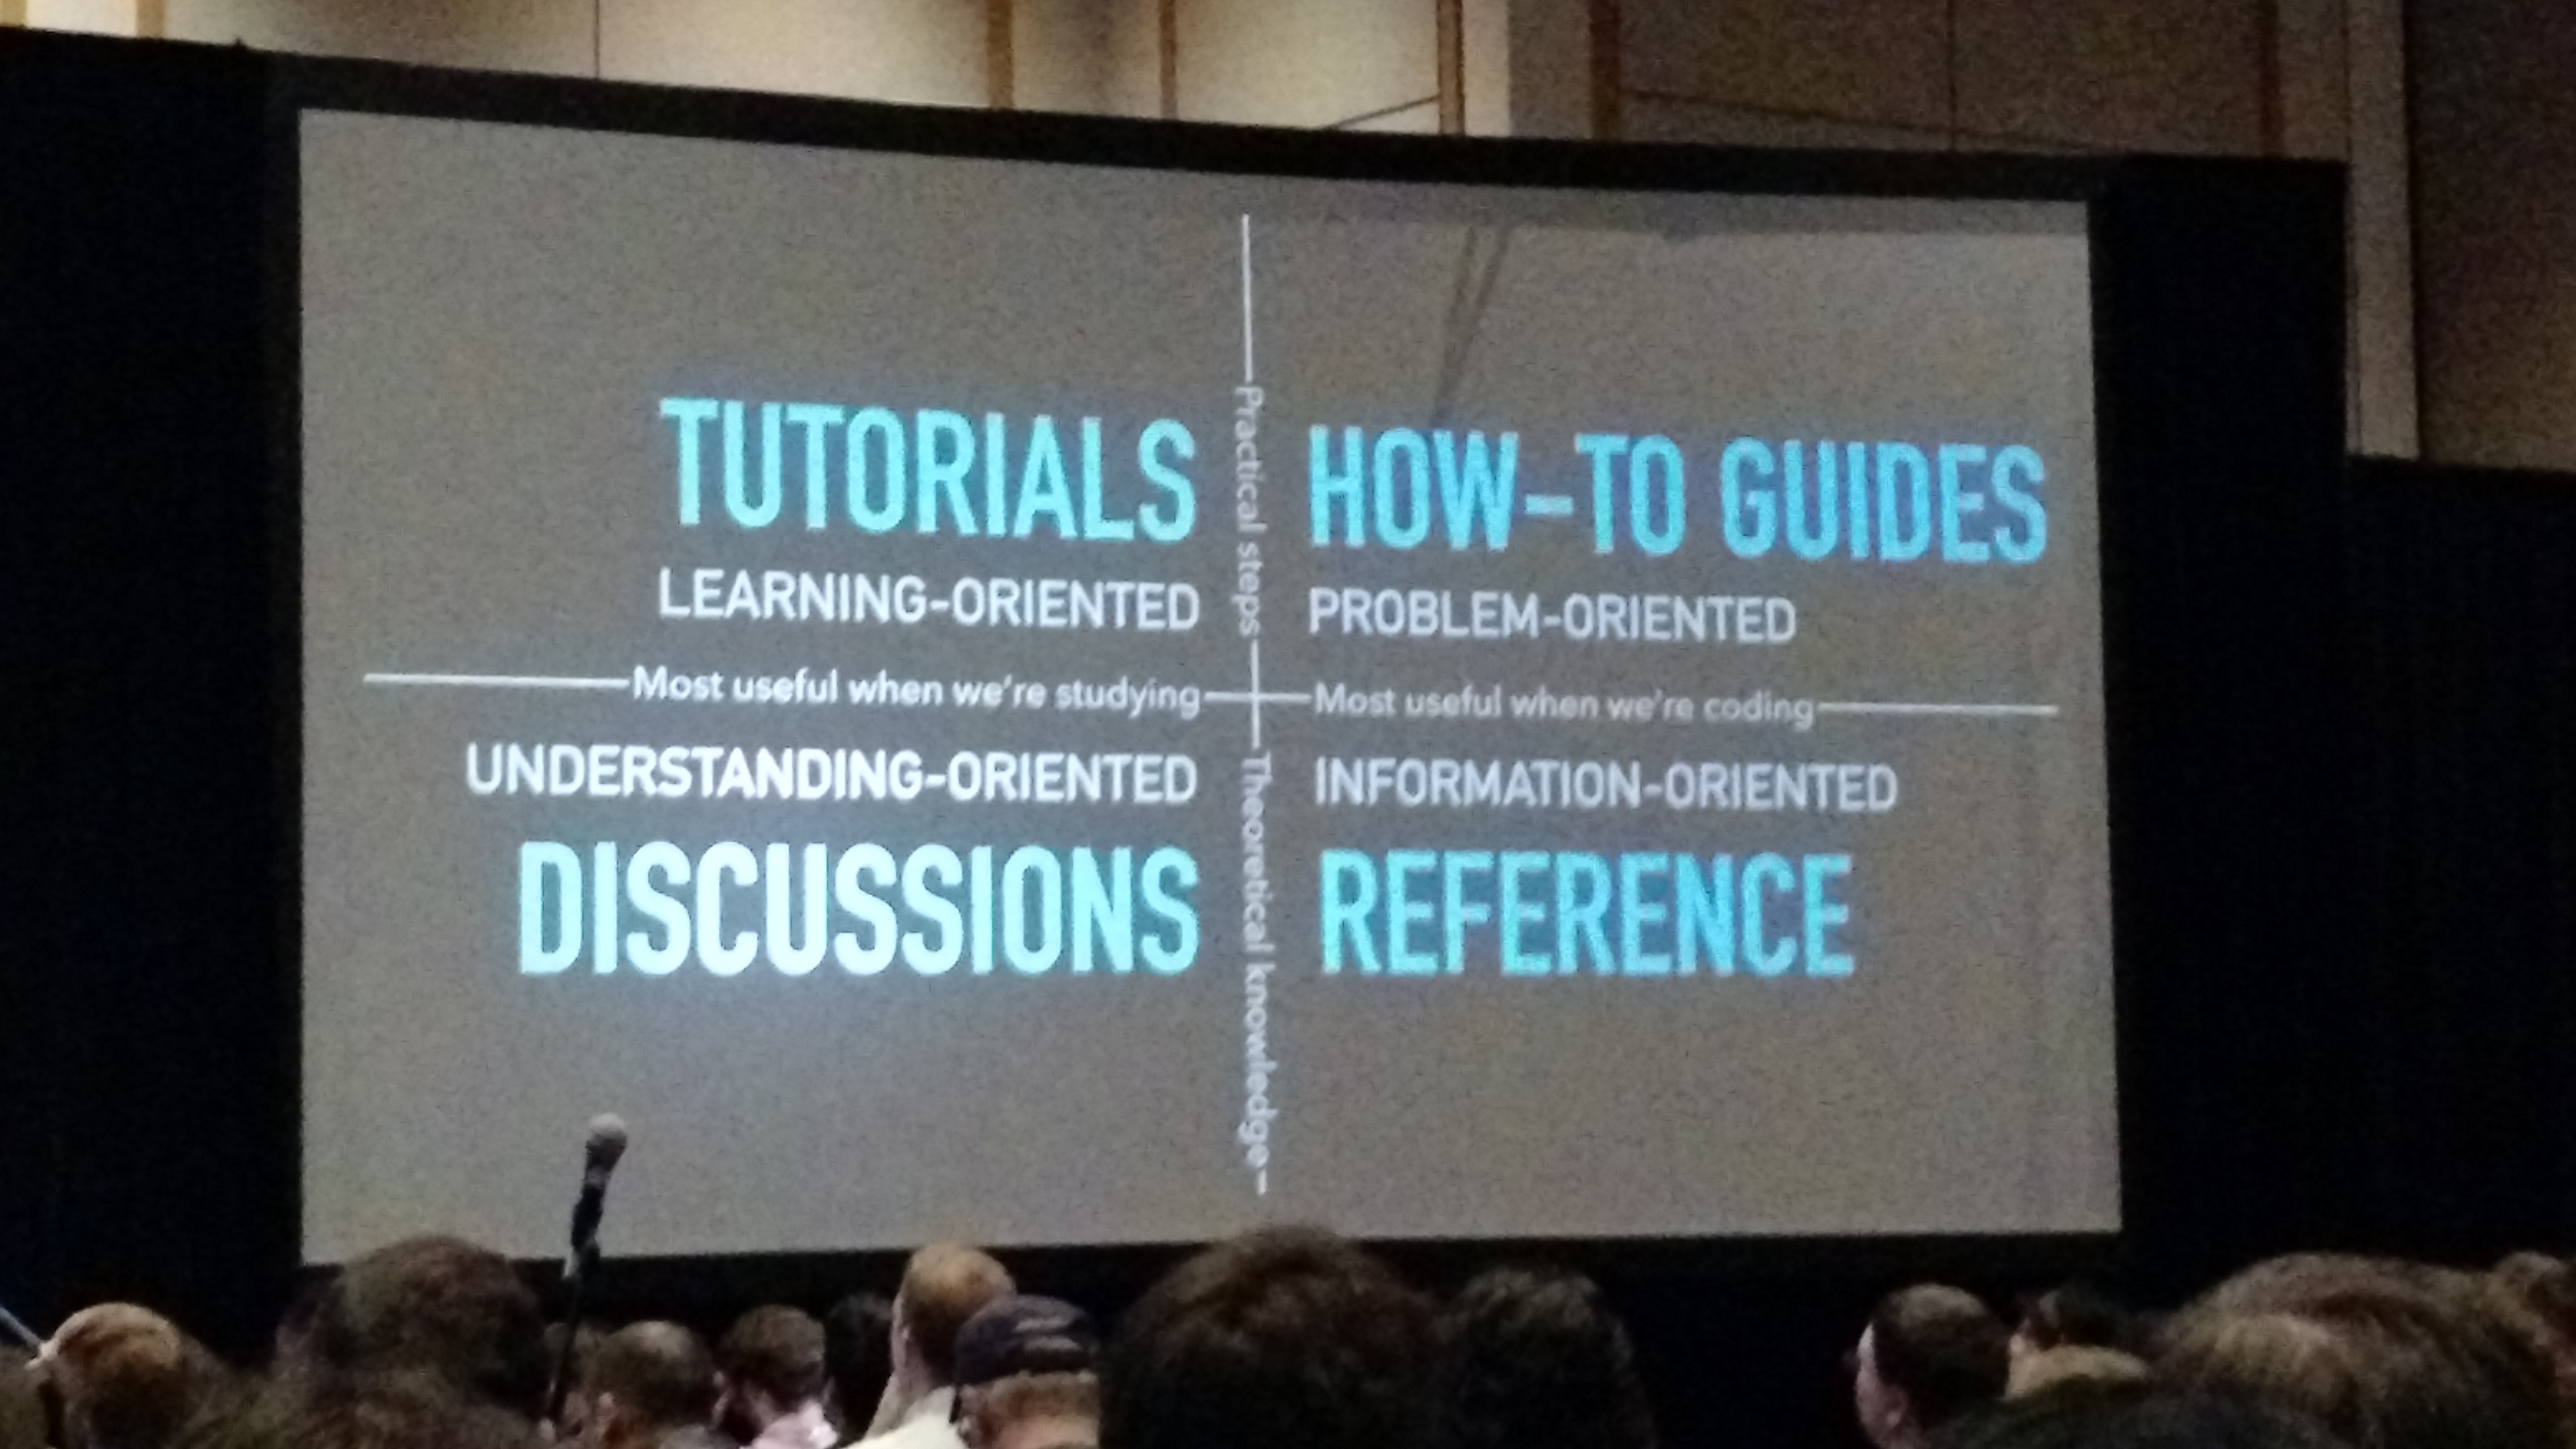 TUTORIALS
LEARNING-ORIENTED
HOW-TO GUIDES
PROBLEM-ORIENTED
Practical steps
Most useful when we're studying
Most useful when we're coding
UNDERSTANDING-ORIENTED
DISCUSSIONS
INFORMATION-ORIENTED
REFERENCE
Theoretical knowledge